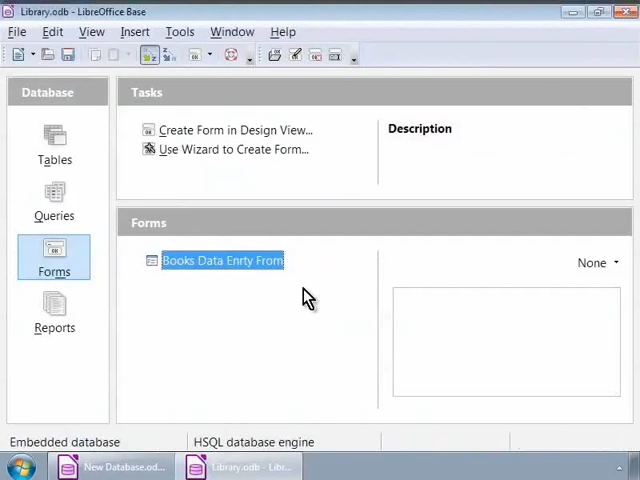 Library.odb - LibreOffice Base
File Edit View Insert Tools Window Help
Database
Tasks
Tables
Queries
Forms
Reports
Create Form in Design View...
Use Wizard to Create Form...
Description
Forms
Books Data Enrty From
None
Embedded database
HSQL database engine
New Database.od...
Library.odb - Libr...